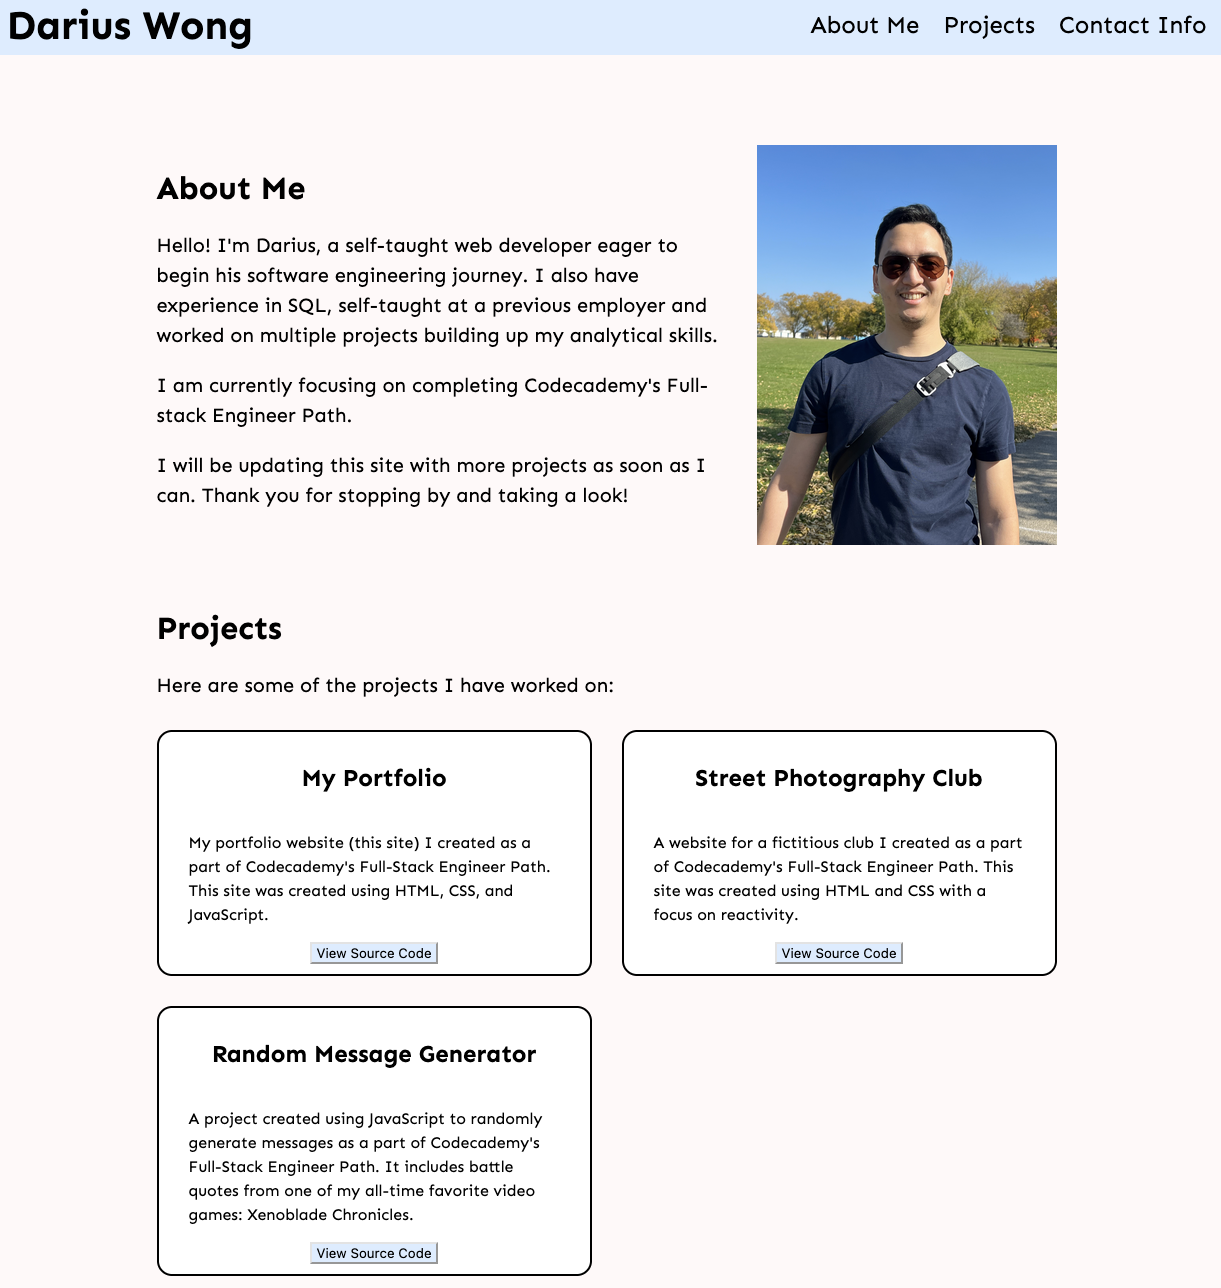 Darius Wong
About Me Projects Contact Info
About Me
Hello! I'm Darius, a self-taught web developer eager to
begin his software engineering journey. I also have
experience in SQL, self-taught at a previous employer and
worked on multiple projects building up my analytical skills.
I am currently focusing on completing Codecademy's Full-
stack Engineer Path.
I will be updating this site with more projects as soon as I
can. Thank you for stopping by and taking a look!
Projects
Here are some of the projects I have worked on:
My Portfolio
My portfolio website (this site) I created as a
part of Codecademy's Full-Stack Engineer Path.
This site was created using HTML, CSS, and
JavaScript.
View Source Code
Street Photography Club
A website for a fictitious club I created as a part
of Codecademy's Full-Stack Engineer Path. This
site was created using HTML and CSS with a
focus on reactivity.
View Source Code
Random Message Generator
A project created using JavaScript to randomly
generate messages as a part of Codecademy's
Full-Stack Engineer Path. It includes battle
quotes from one of my all-time favorite video
games: Xenoblade Chronicles.
View Source Code